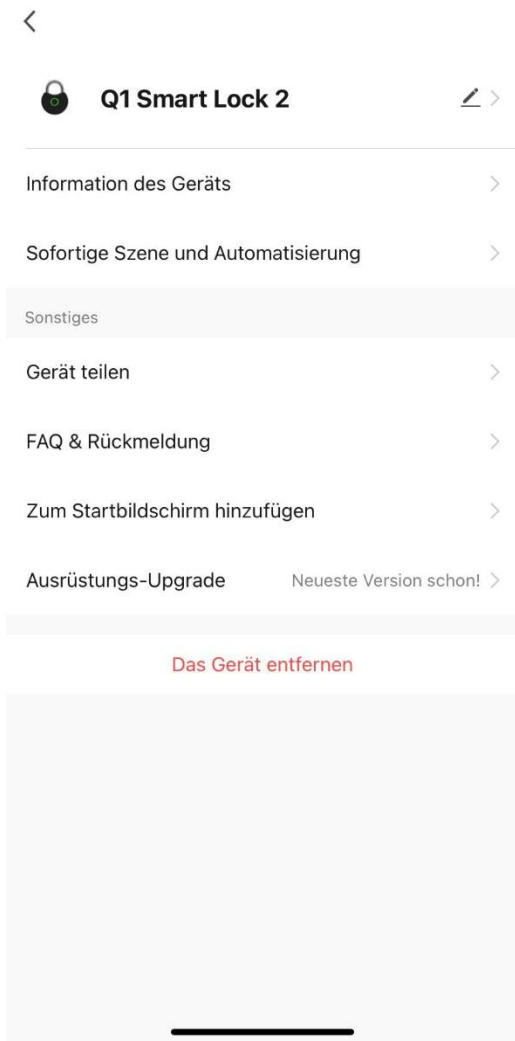 Q1 Smart Lock 2
Information des Geräts
Sofortige Szene und Automatisierung
Sonstiges
Gerät teilen
FAQ & Rückmeldung
Zum Startbildschirm hinzufügen
Ausrüstungs-Upgrade Neueste Version schon!
Das Gerät entfernen